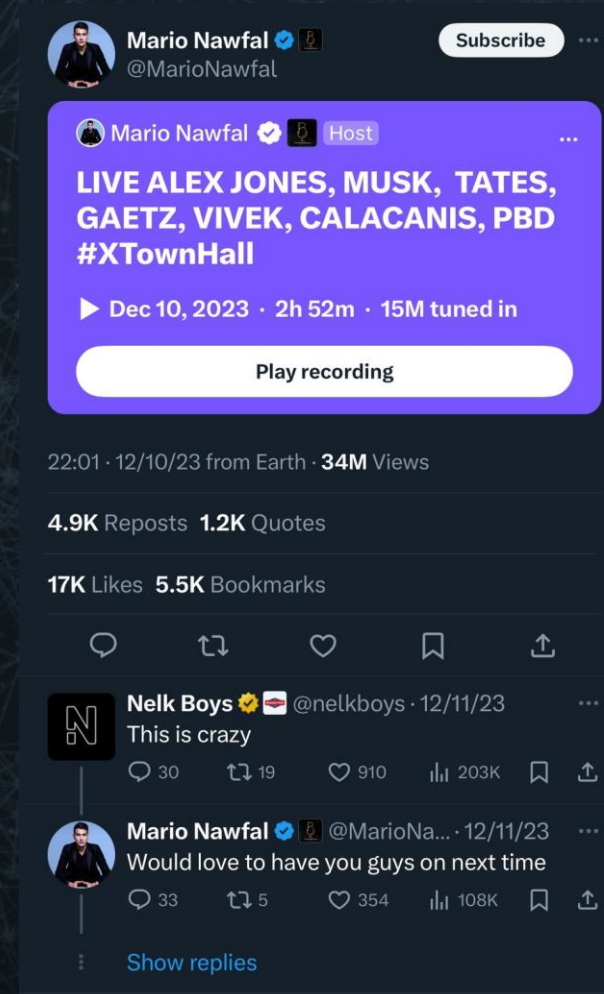 Mario Nawfal
Subscribe
@MarioNawfal
Mario Nawfal Host
LIVE ALEX JONES, MUSK, TATES,
GAETZ, VIVEK, CALACANIS, PBD
#XTownHall
Dec 10, 2023 · 2h 52m · 15M tuned in
Play recording
22:01 · 12/10/23 from Earth · 34M Views
4.9K Reposts 1.2K Quotes
17K Likes 5.5K Bookmarks
Nelk Boys @nelkboys · 12/11/23
This is crazy
30 19 910 203K
Mario Nawfal @MarioNa... · 12/11/23
Would love to have you guys on next time
33 5 354 108K
Show replies